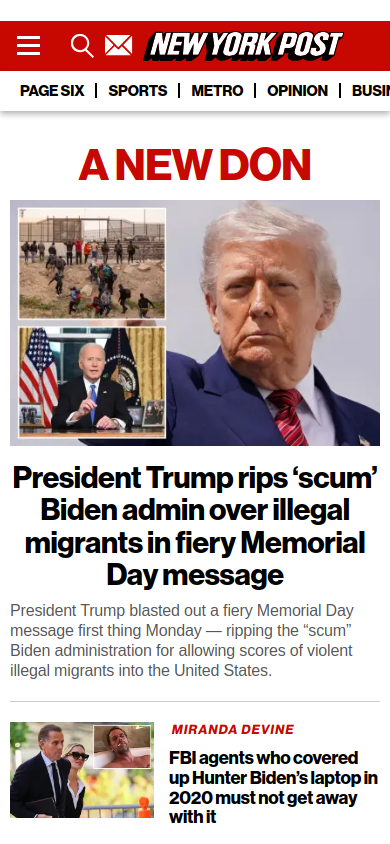 NEW YORK POST
PAGE SIX
SPORTS
METRO
OPINION
BUSIN
A NEW DON
President Trump rips ‘scum’
Biden admin over illegal
migrants in fiery Memorial
Day message
President Trump blasted out a fiery Memorial Day
message first thing Monday — ripping the “scum”
Biden administration for allowing scores of violent
illegal migrants into the United States.
MIRANDA DEVINE
FBI agents who covered
up Hunter Biden’s laptop in
2020 must not get away
with it